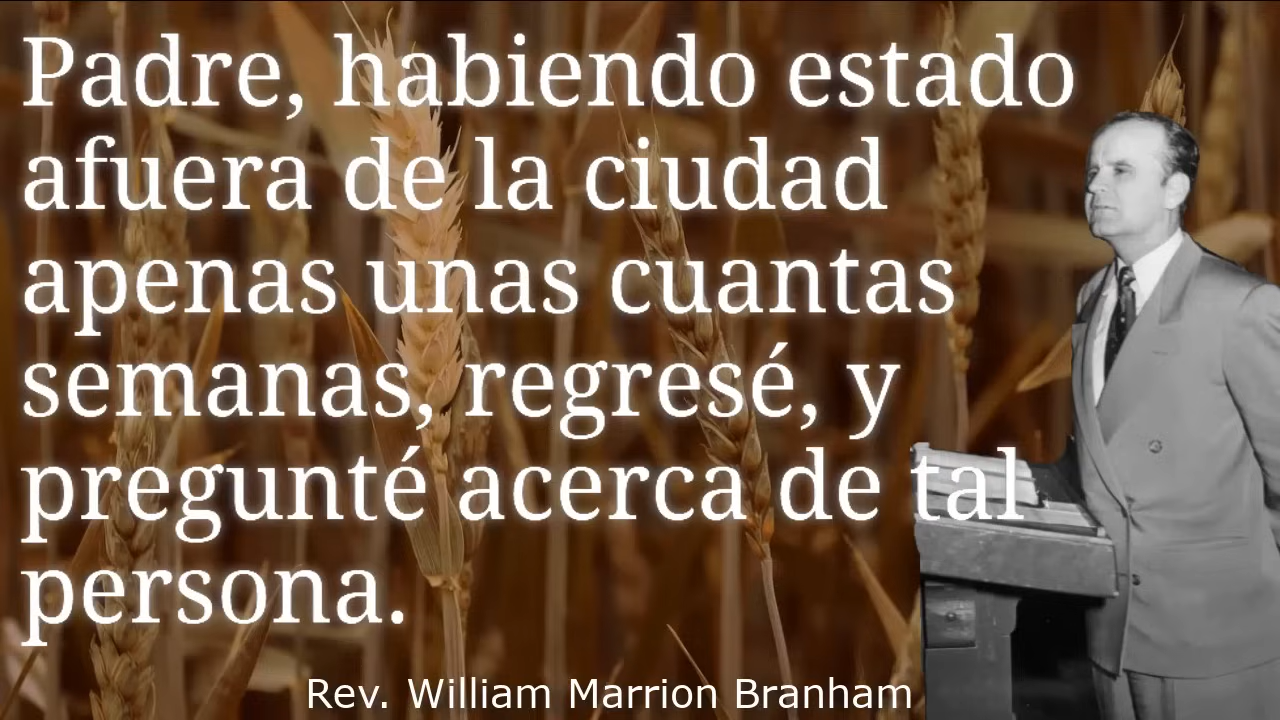 Padre, habiendo estado
afuera de la ciudad
apenas unas cuantas
semanas, regresé, y
pregunté acerca de tal
persona.
Rev. William Marrion Branham